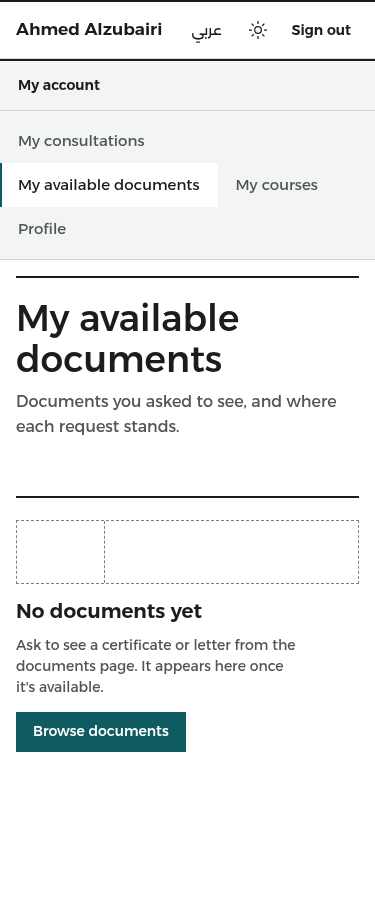 Ahmed Alzubairi عربي Sign out
My account
My consultations
My available documents My courses
Profile
My available
documents
Documents you asked to see, and where
each request stands.
No documents yet
Ask to see a certificate or letter from the
documents page. It appears here once
it's available.
Browse documents